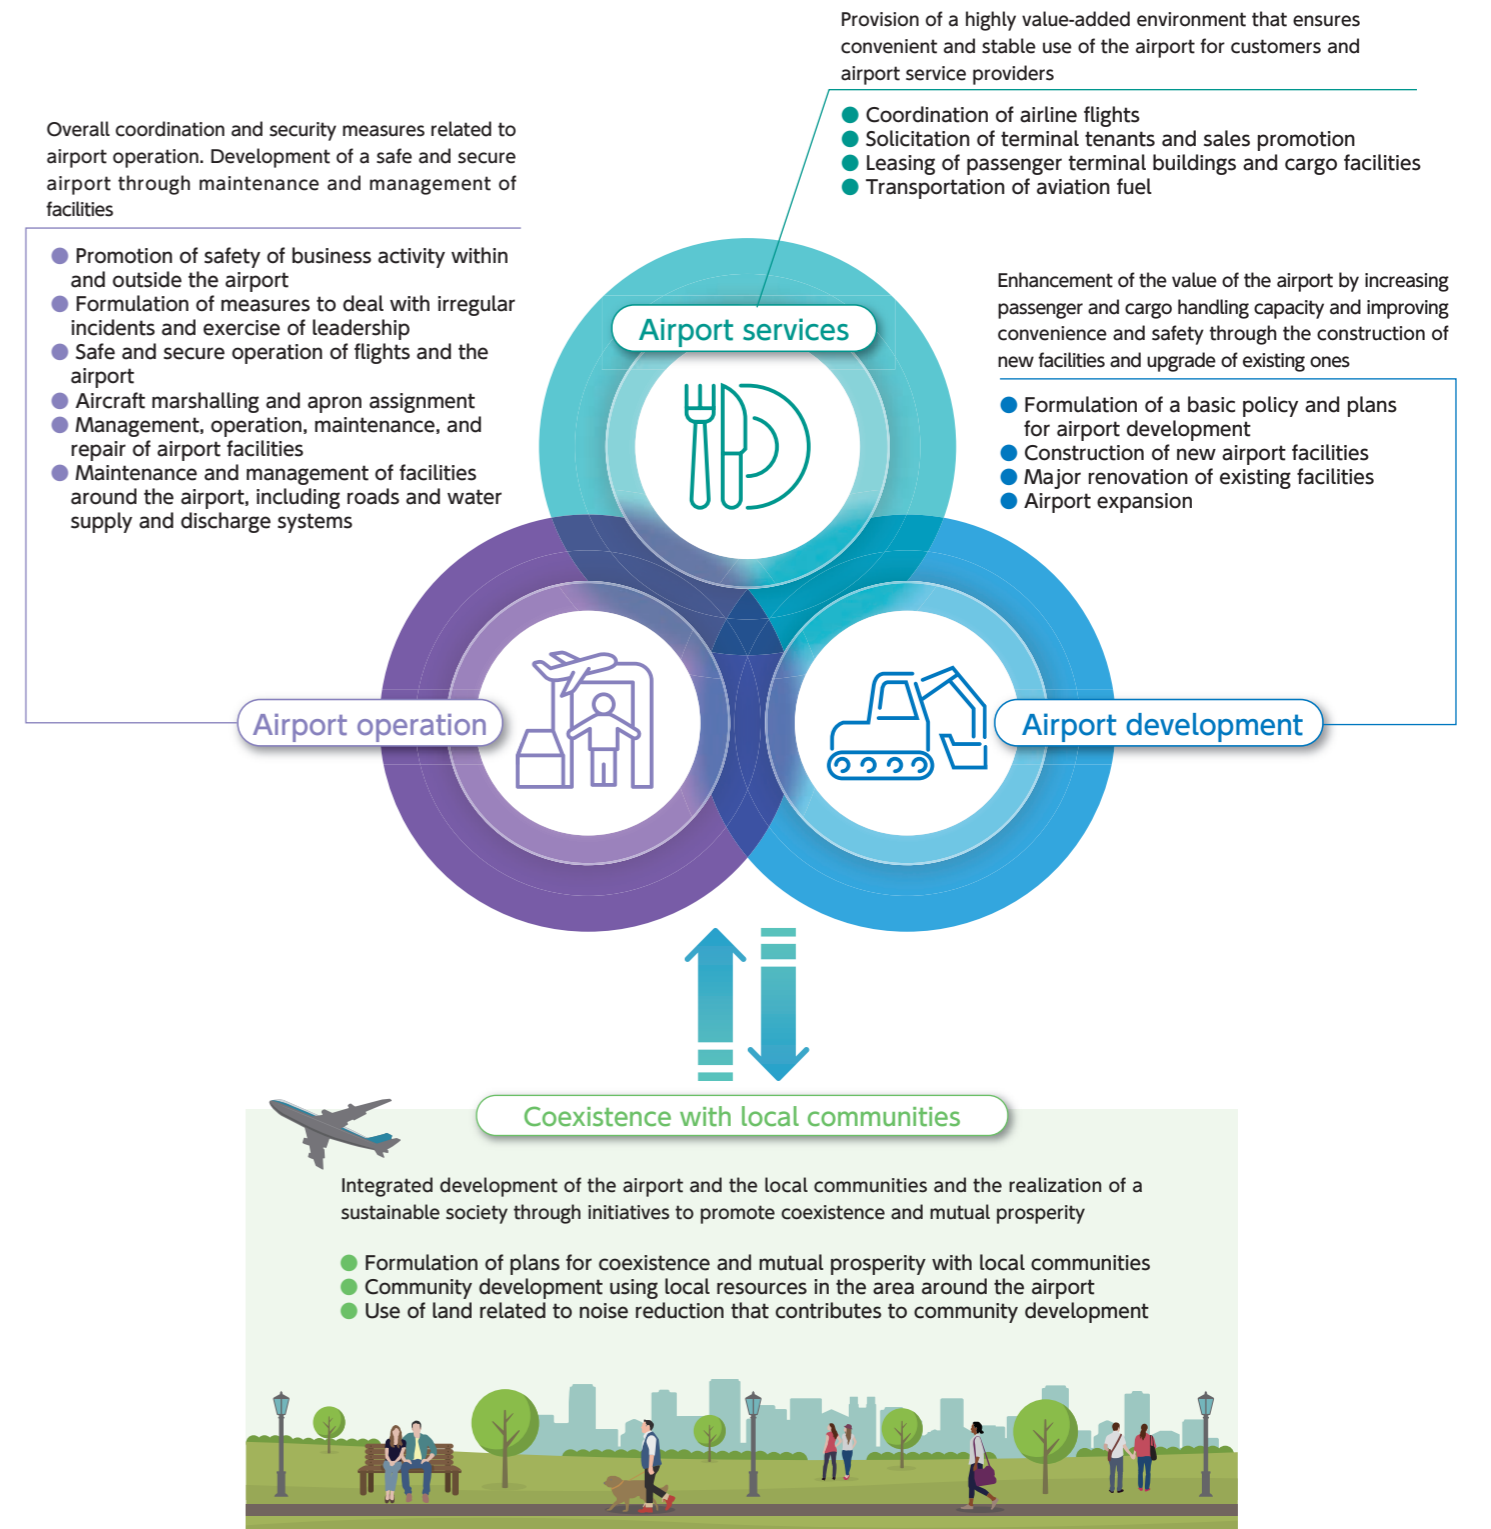 Provision of a highly value-added environment that ensures
convenient and stable use of the airport for customers and
airport service providers
● Coordination of airline flights
● Solicitation of terminal tenants and sales promotion
● Leasing of passenger terminal buildings and cargo facilities
● Transportation of aviation fuel
Overall coordination and security measures related to
airport operation. Development of a safe and secure
airport through maintenance and management of
facilities
● Promotion of safety of business activity within
and outside the airport
● Formulation of measures to deal with irregular
incidents and exercise of leadership
● Safe and secure operation of flights and the
airport
● Aircraft marshalling and apron assignment
● Management, operation, maintenance, and
repair of airport facilities
● Maintenance and management of facilities
around the airport, including roads and water
supply and discharge systems
Enhancement of the value of the airport by increasing
passenger and cargo handling capacity and improving
convenience and safety through the construction of
new facilities and upgrade of existing ones
● Formulation of a basic policy and plans
for airport development
● Construction of new airport facilities
● Major renovation of existing facilities
● Airport expansion
Airport services
Airport operation
Airport development
Coexistence with local communities
Integrated development of the airport and the local communities and the realization of a
sustainable society through initiatives to promote coexistence and mutual prosperity
● Formulation of plans for coexistence and mutual prosperity with local communities
● Community development using local resources in the area around the airport
● Use of land related to noise reduction that contributes to community development